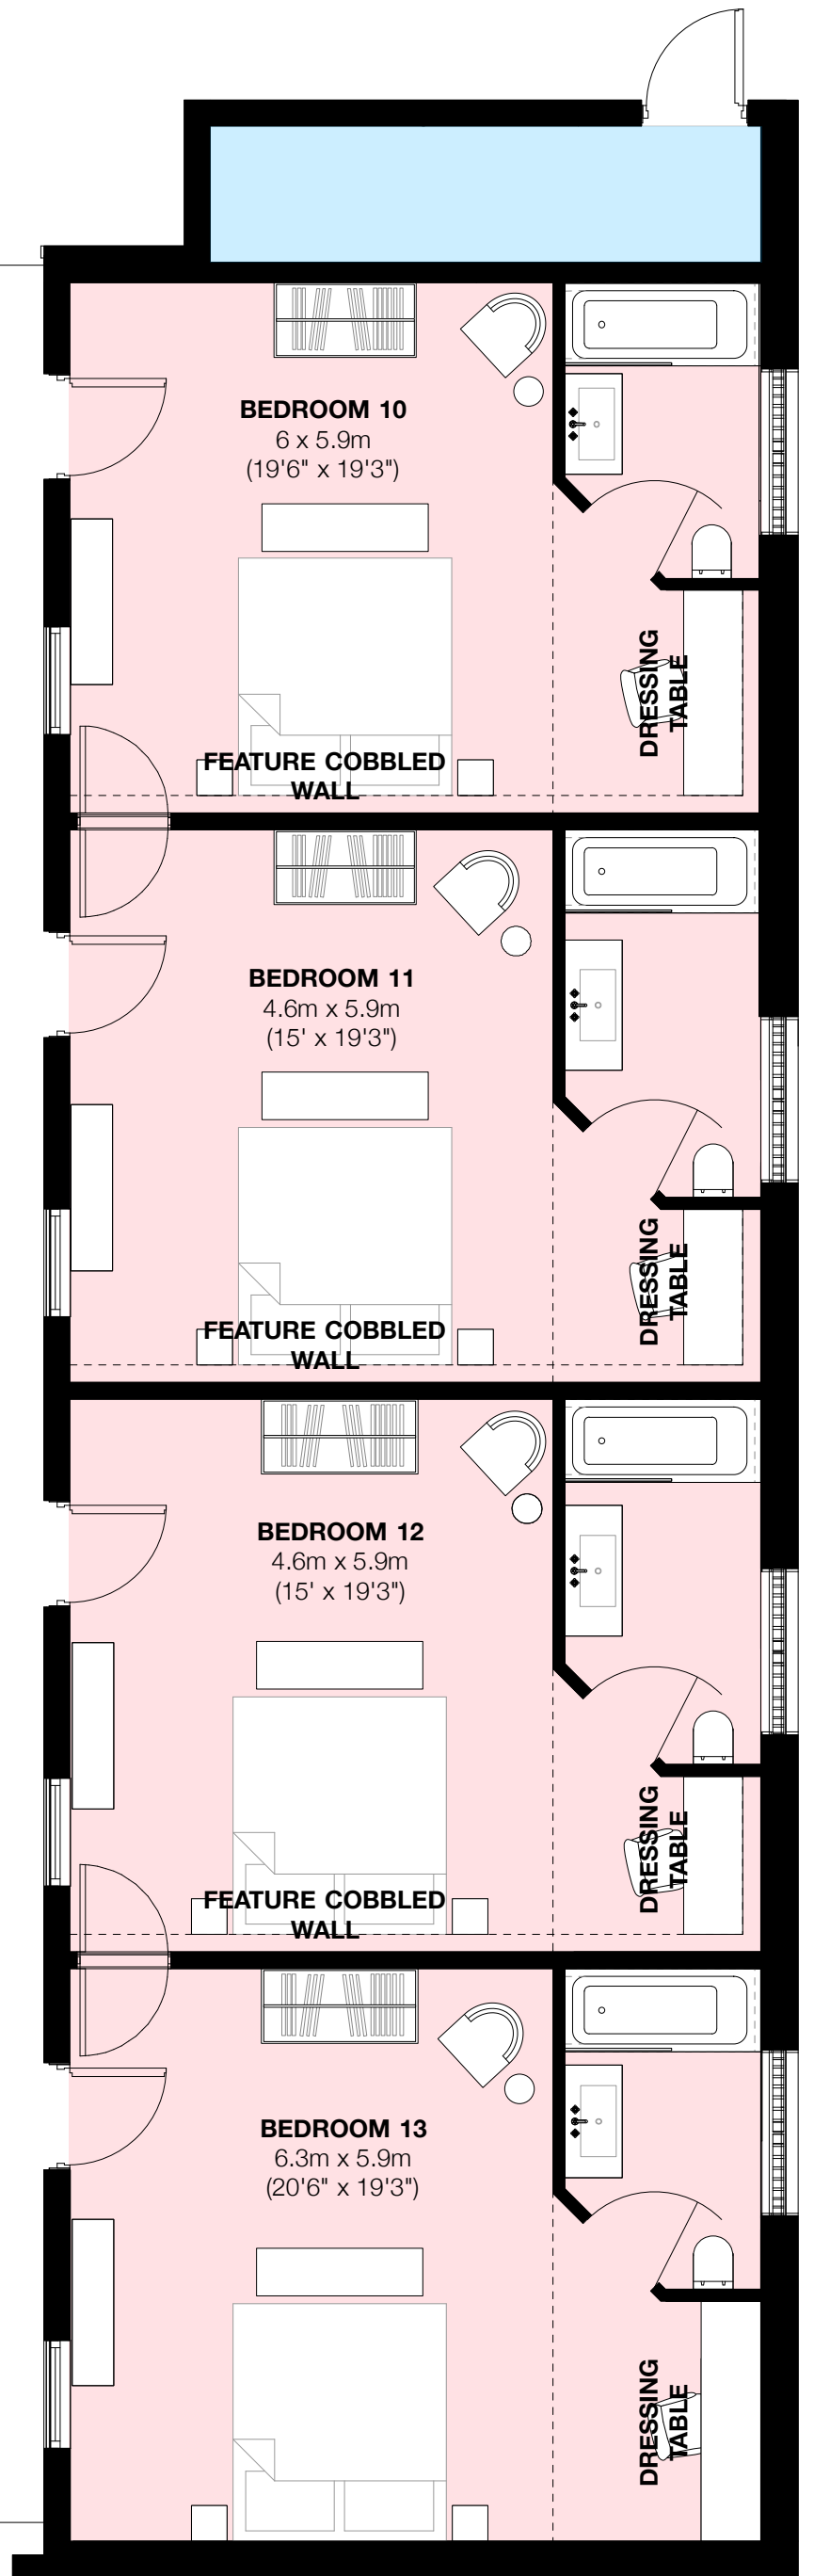 BEDROOM 10
6 x 5.9m
(19'6" x 19'3")
DRESSING
TABLE
FEATURE COBBLED
WALL
BEDROOM 11
4.6m x 5.9m
(15' x 19'3")
DRESSING
TABLE
FEATURE COBBLED
WALL
BEDROOM 12
4.6m x 5.9m
(15' x 19'3")
DRESSING
TABLE
FEATURE COBBLED
WALL
BEDROOM 13
6.3m x 5.9m
(20'6" x 19'3")
DRESSING
TABLE